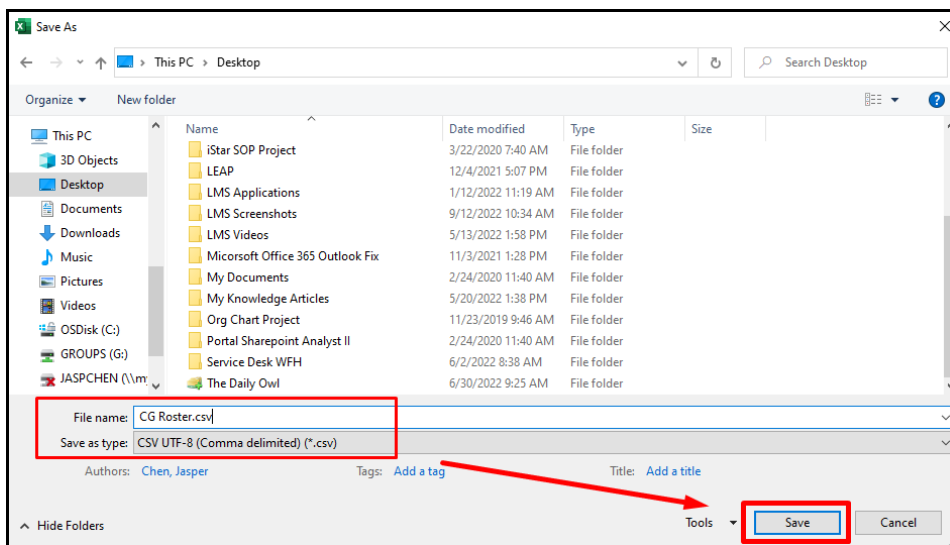 Save As
This PC > Desktop
Search Desktop
Organize New folder
Name Date modified Type Size
This PC
3D Objects
Desktop
Documents
Downloads
Music
Pictures
Videos
OSDisk (C:)
GROUPS (G:)
JASPCHEN (\\m
iStar SOP Project 3/22/2020 7:40 AM File folder
LEAP 12/4/2021 5:07 PM File folder
LMS Applications 1/12/2022 11:19 AM File folder
LMS Screenshots 9/12/2022 10:34 AM File folder
LMS Videos 5/13/2022 1:58 PM File folder
Micorsoft Office 365 Outlook Fix 11/3/2021 1:28 PM File folder
My Documents 2/24/2020 11:40 AM File folder
My Knowledge Articles 5/20/2022 1:38 PM File folder
Org Chart Project 11/23/2019 9:46 AM File folder
Portal Sharepoint Analyst II 2/24/2020 11:40 AM File folder
Service Desk WFH 6/2/2022 8:38 AM File folder
The Daily Owl 6/30/2022 9:25 AM File folder
File name: CG Roster.csv
Save as type: CSV UTF-8 (Comma delimited) (*.csv)
Authors: Chen, Jasper Tags: Add a tag Title: Add a title
Hide Folders Tools Save Cancel